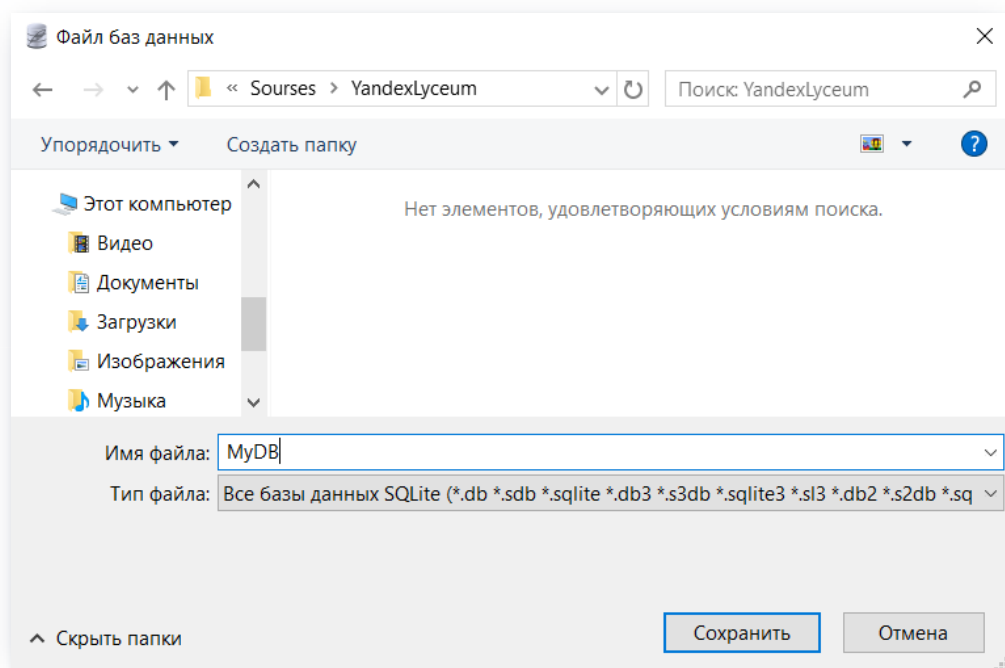 Файл баз данных
« Sourses > YandexLyceum
Поиск: YandexLyceum
Упорядочить
Создать папку
?
Этот компьютер
Видео
Документы
Загрузки
Изображения
Музыка
Нет элементов, удовлетворяющих условиям поиска.
Имя файла: MyDB
Тип файла: Все базы данных SQLite (*.db *.sdb *.sqlite *.db3 *.s3db *.sqlite3 *.sl3 *.db2 *.s2db *.sq
Скрыть папки
Сохранить
Отмена